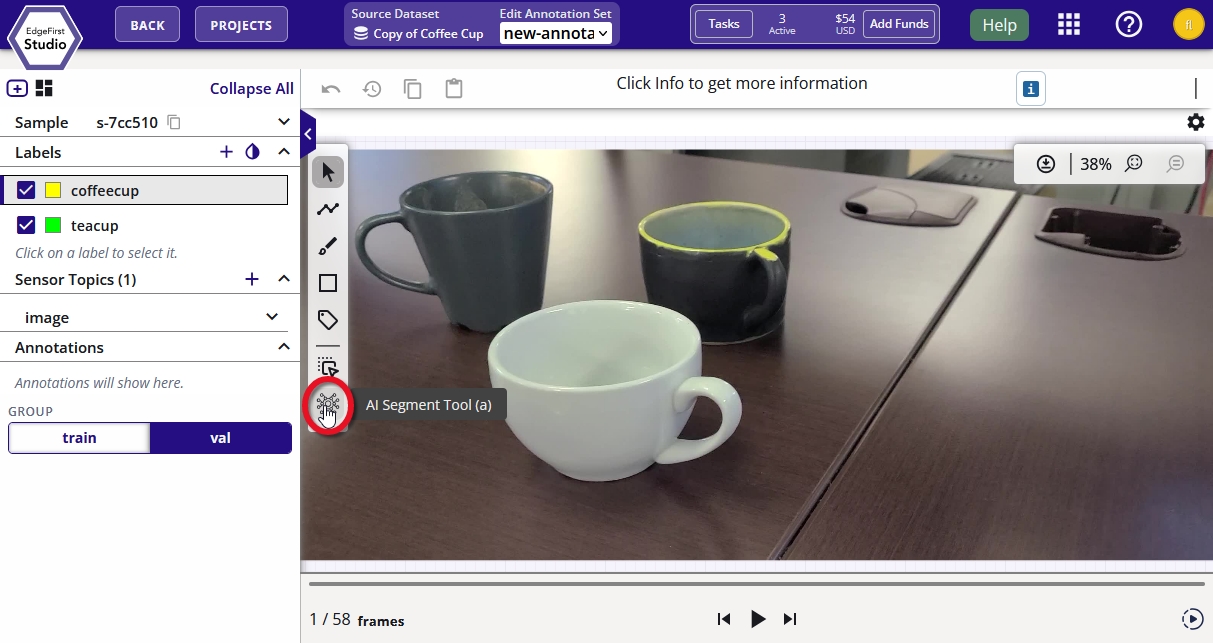 EdgeFirst
Studio
BACK
PROJECTS
Source Dataset
Copy of Coffee Cup
Edit Annotation Set
new-annota
Tasks
3
Active
$54
USD
Add Funds
Help
fl
Collapse All
Click Info to get more information
Sample s-7cc510
Labels
38%
coffeecup
teacup
Click on a label to select it.
Sensor Topics (1)
image
Annotations
Annotations will show here.
AI Segment Tool (a)
GROUP
train val
1 / 58 frames